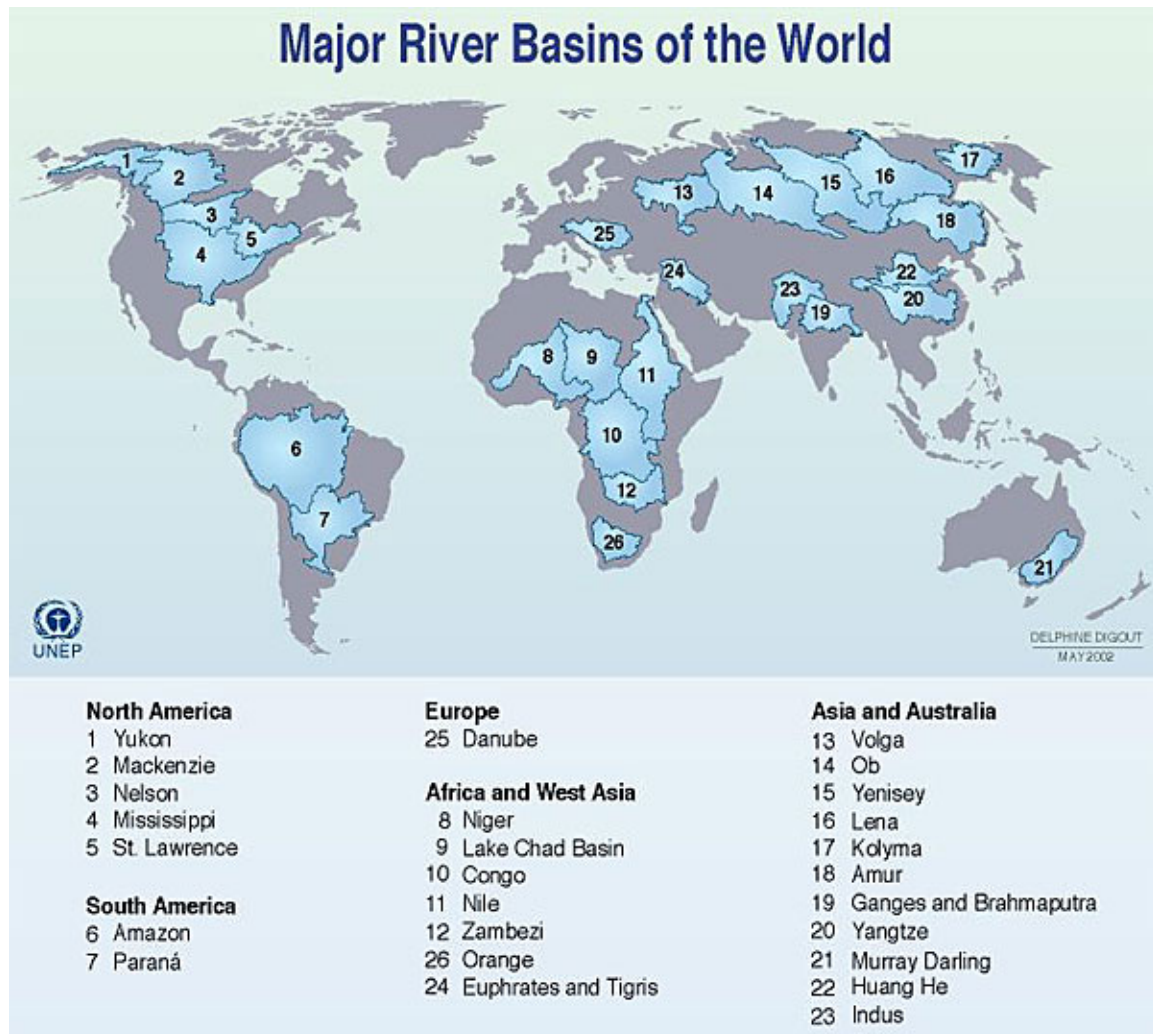 Major River Basins of the World
1
2
3
4
5
6
7
8
9
10
11
12
13
14
15
16
17
18
19
20
21
22
23
24
25
26
UNEP
DELPHINE DIGOUT
MAY 2002
North America
1 Yukon
2 Mackenzie
3 Nelson
4 Mississippi
5 St. Lawrence
South America
6 Amazon
7 Paraná
Europe
25 Danube
Africa and West Asia
8 Niger
9 Lake Chad Basin
10 Congo
11 Nile
12 Zambezi
26 Orange
24 Euphrates and Tigris
Asia and Australia
13 Volga
14 Ob
15 Yenisey
16 Lena
17 Kolyma
18 Amur
19 Ganges and Brahmaputra
20 Yangtze
21 Murray Darling
22 Huang He
23 Indus